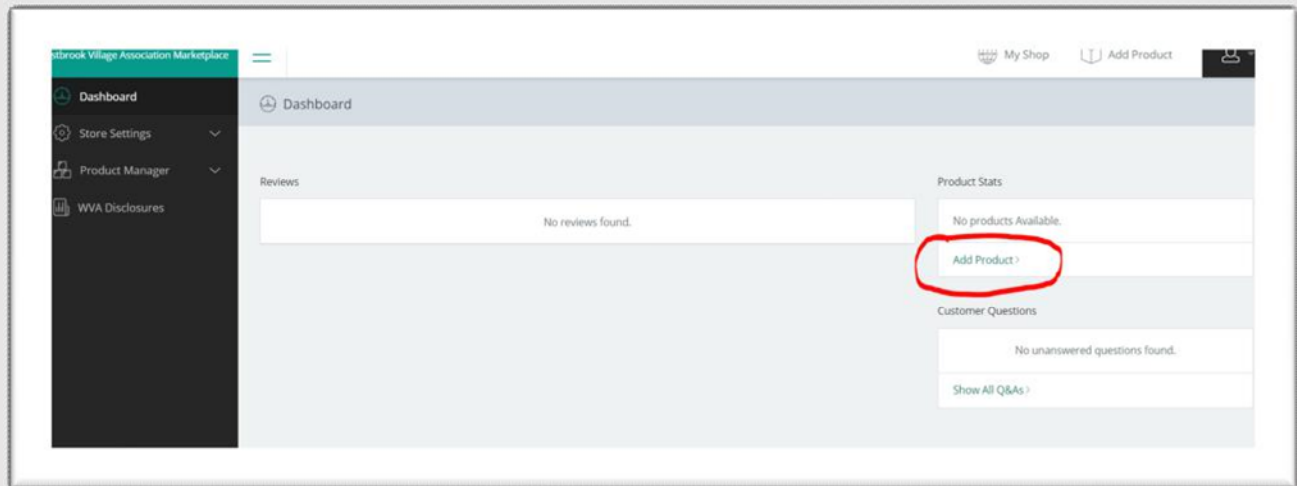 stbrook Village Association Marketplace
My Shop
Add Product
Dashboard
Dashboard
Store Settings
Product Manager
WVA Disclosures
Reviews
No reviews found.
Product Stats
No products Available.
Add Product >
Customer Questions
No unanswered questions found.
Show All Q&As >